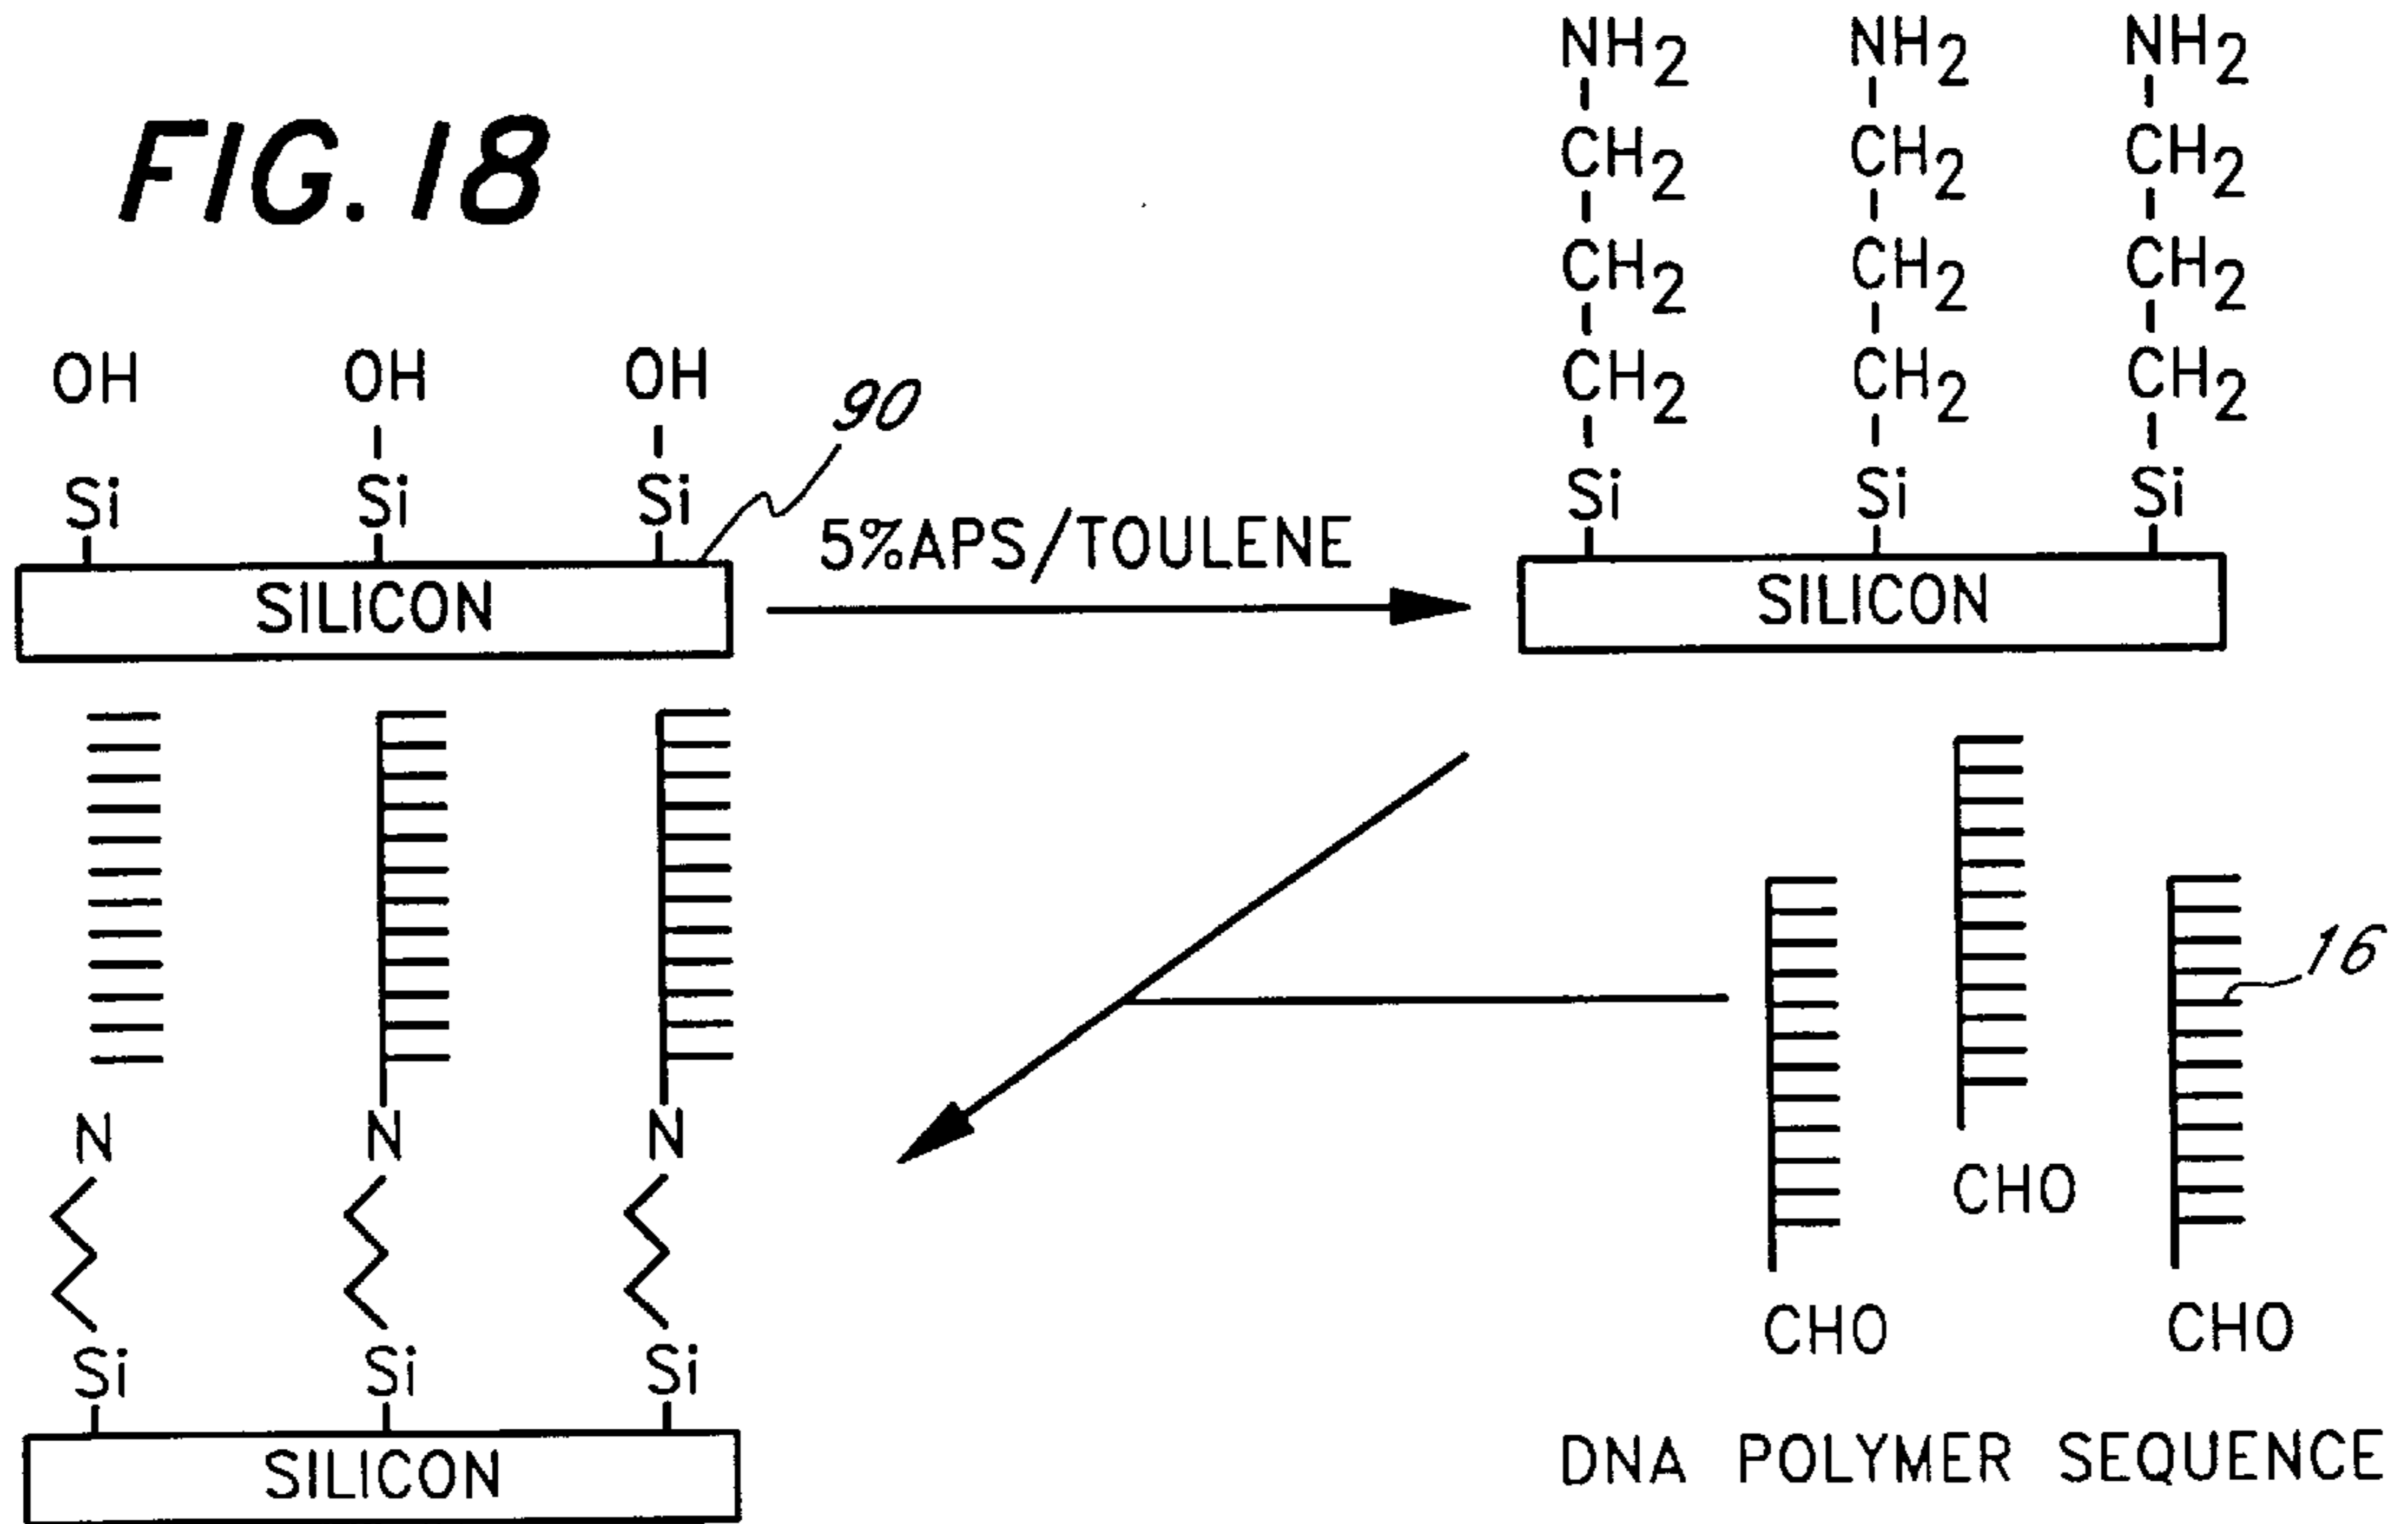 FIG. 18
NH2 NH2 NH2
CH2 CH2 CH2
CH2 CH2 CH2
CH2 CH2 CH2
Si Si Si
SILICON
OH OH OH
Si Si Si
90
SILICON
5%APS/TOULENE
16
CHO
CHO CHO
DNA POLYMER SEQUENCE
N N N
Si Si Si
SILICON